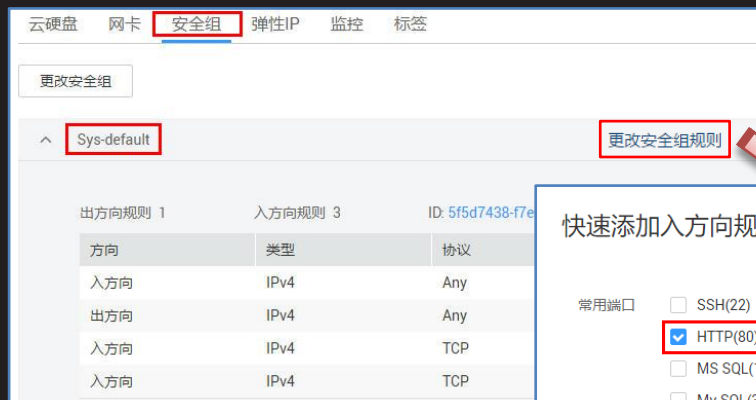 云硬盘 网卡 安全组 弹性IP 监控 标签
更改安全组
Sys-default 更改安全组规则
出方向规则 1 入方向规则 3 ID: 5f5d7438-f7e
方向 类型 协议
入方向 IPv4 Any
出方向 IPv4 Any
入方向 IPv4 TCP
入方向 IPv4 TCP
快速添加入方向规
常用端口 SSH(22)
HTTP(80)
MS SQL(
My SQL(